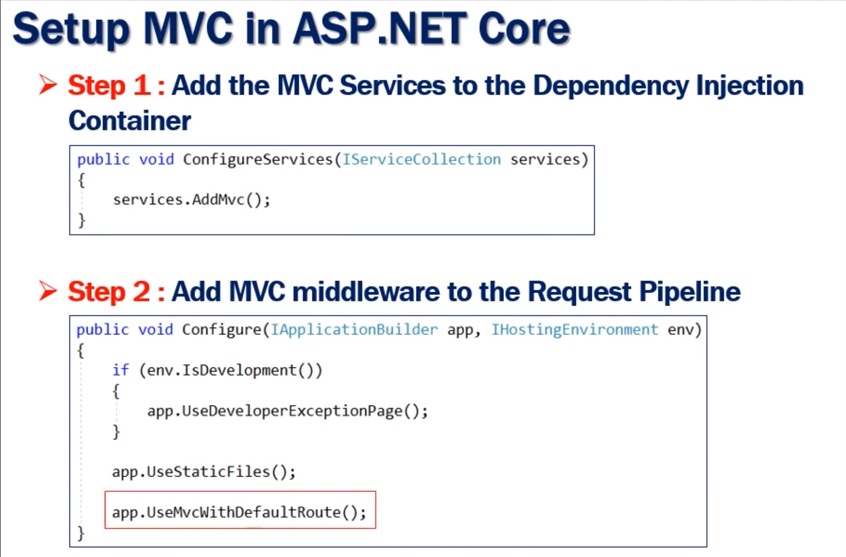 Setup MVC in ASP.NET Core
➢ Step 1 : Add the MVC Services to the Dependency Injection
Container
public void ConfigureServices(IServiceCollection services)
{
    services.AddMvc();
}
➢ Step 2 : Add MVC middleware to the Request Pipeline
public void Configure(IApplicationBuilder app, IHostingEnvironment env)
{
    if (env.IsDevelopment())
    {
        app.UseDeveloperExceptionPage();
    }
    app.UseStaticFiles();
    app.UseMvcWithDefaultRoute();
}